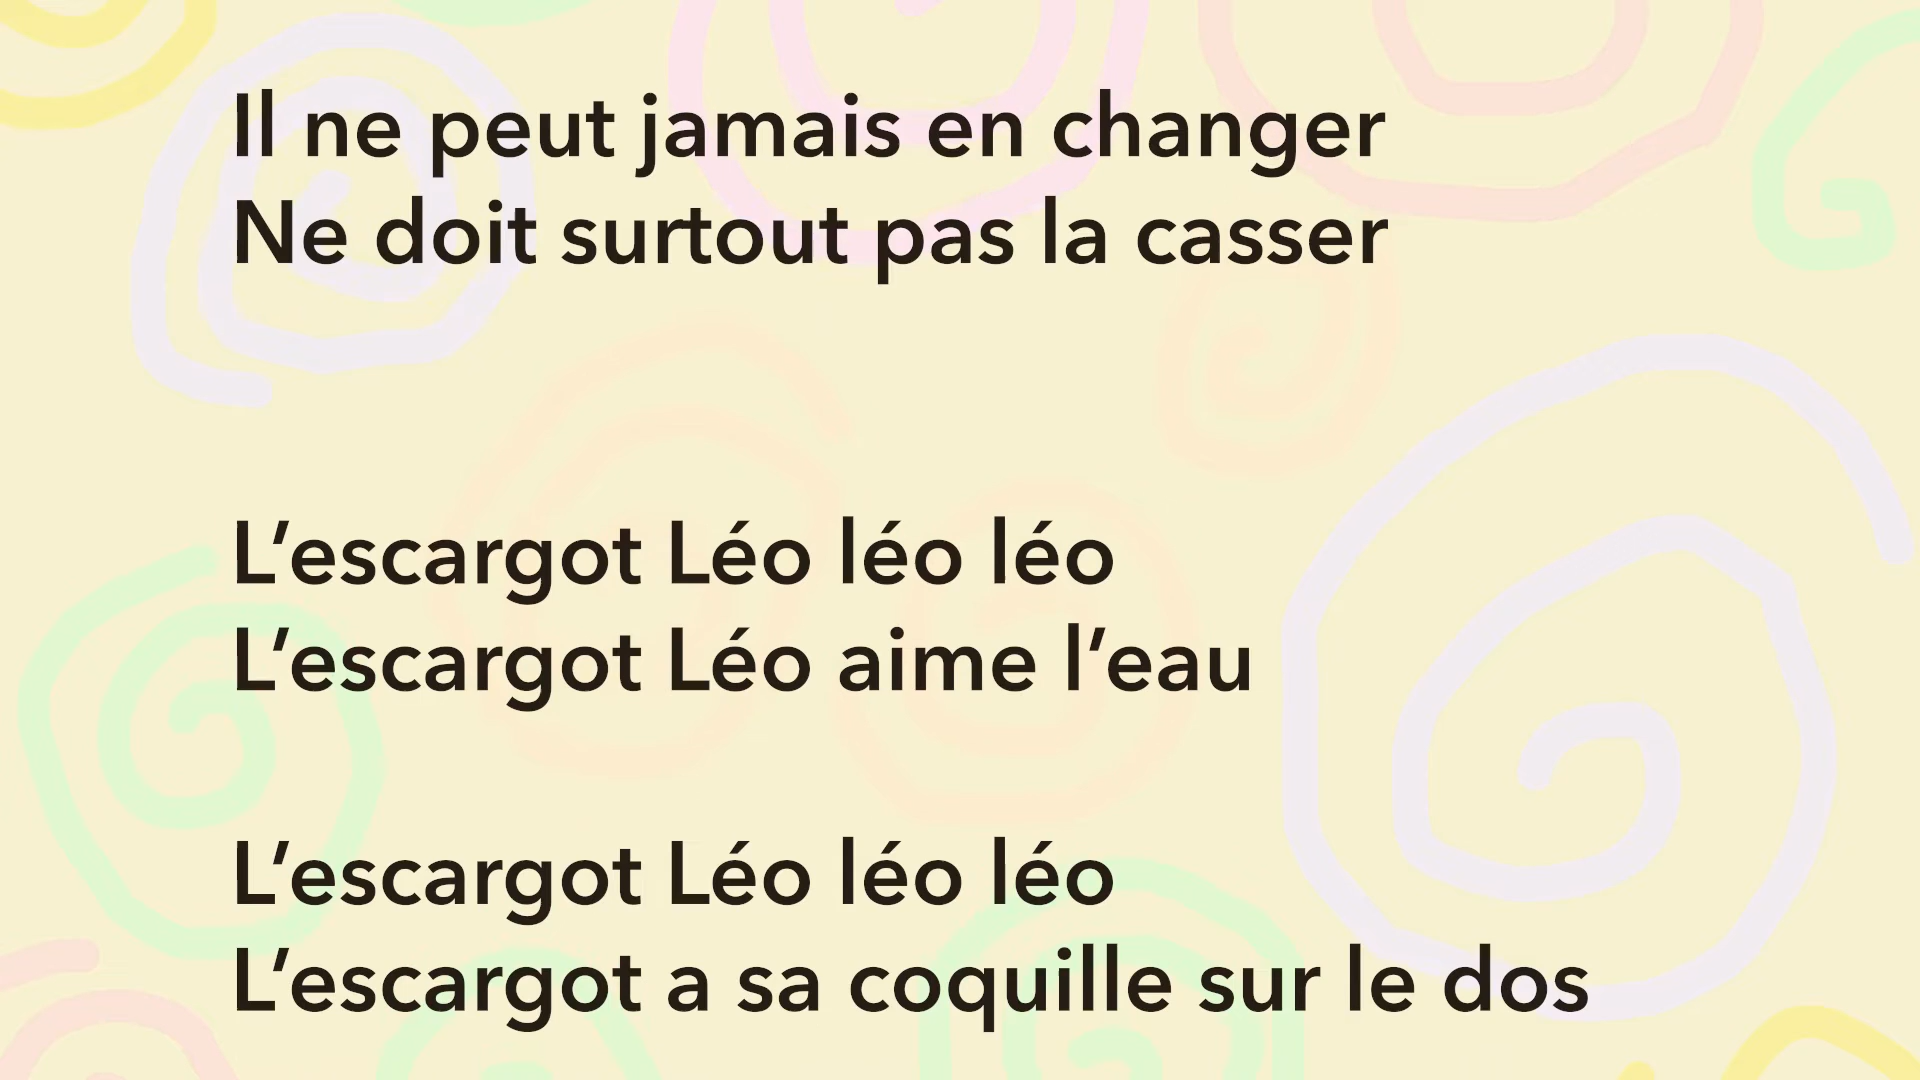 Il ne peut jamais en changer
Ne doit surtout pas la casser
L’escargot Léo léo léo
L’escargot Léo aime l’eau
L’escargot Léo léo léo
L’escargot a sa coquille sur le dos